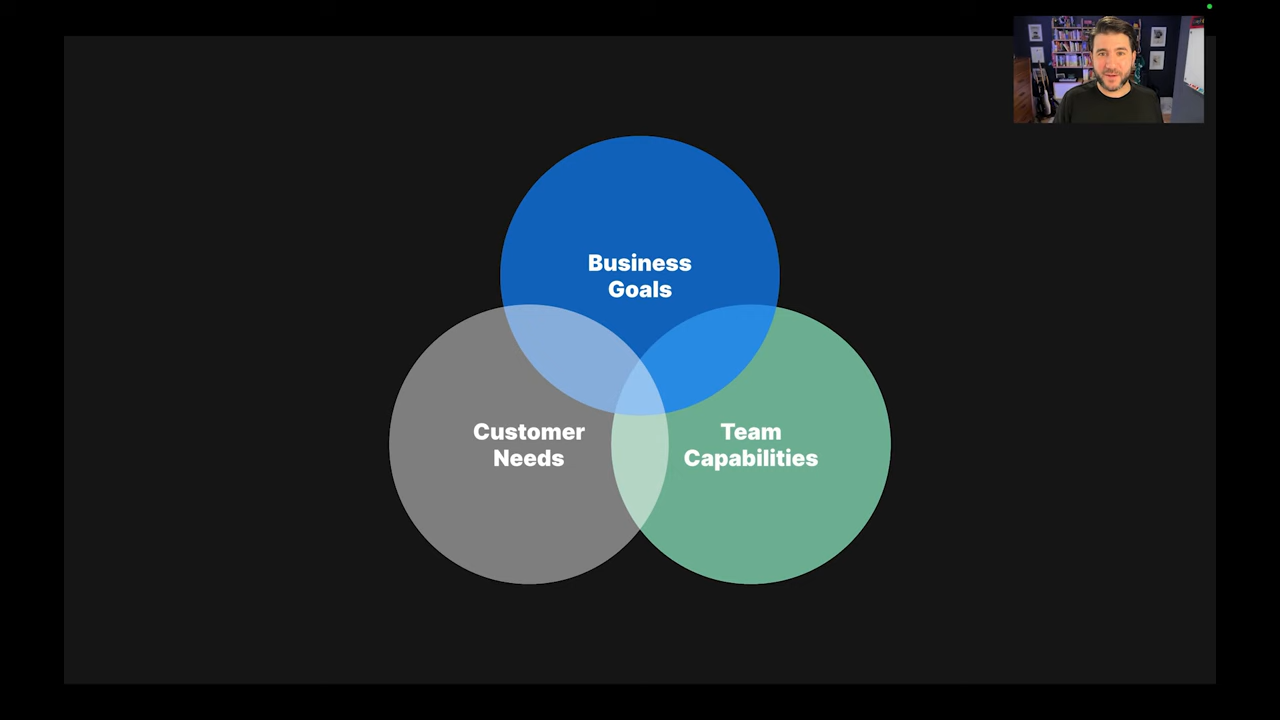 Business
Goals
Customer
Needs
Team
Capabilities